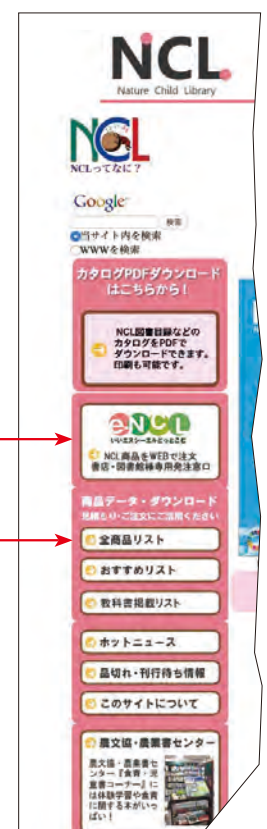 NCL
Nature Child Library
NCL
NCLってなに？
Google
検索
当サイト内を検索
WWWを検索
カタログPDFダウンロード
はこちらから！
NCL図書目録などの
カタログをPDFで
ダウンロードできます。
印刷も可能です。
eNCL
いいエヌシーエルどっとこむ
NCL商品をWEBで注文
書店・図書館様専用発注窓口
商品データ・ダウンロード
見積もり・ご注文にご活用ください
全商品リスト
おすすめリスト
教科書掲載リスト
ホットニュース
品切れ・刊行待ち情報
このサイトについて
農文協・農業書センター
農文協・農業書セ
ンター『食育・児
童書コーナー』に
は体験学習や食育
に関する本がいっ
ぱい！